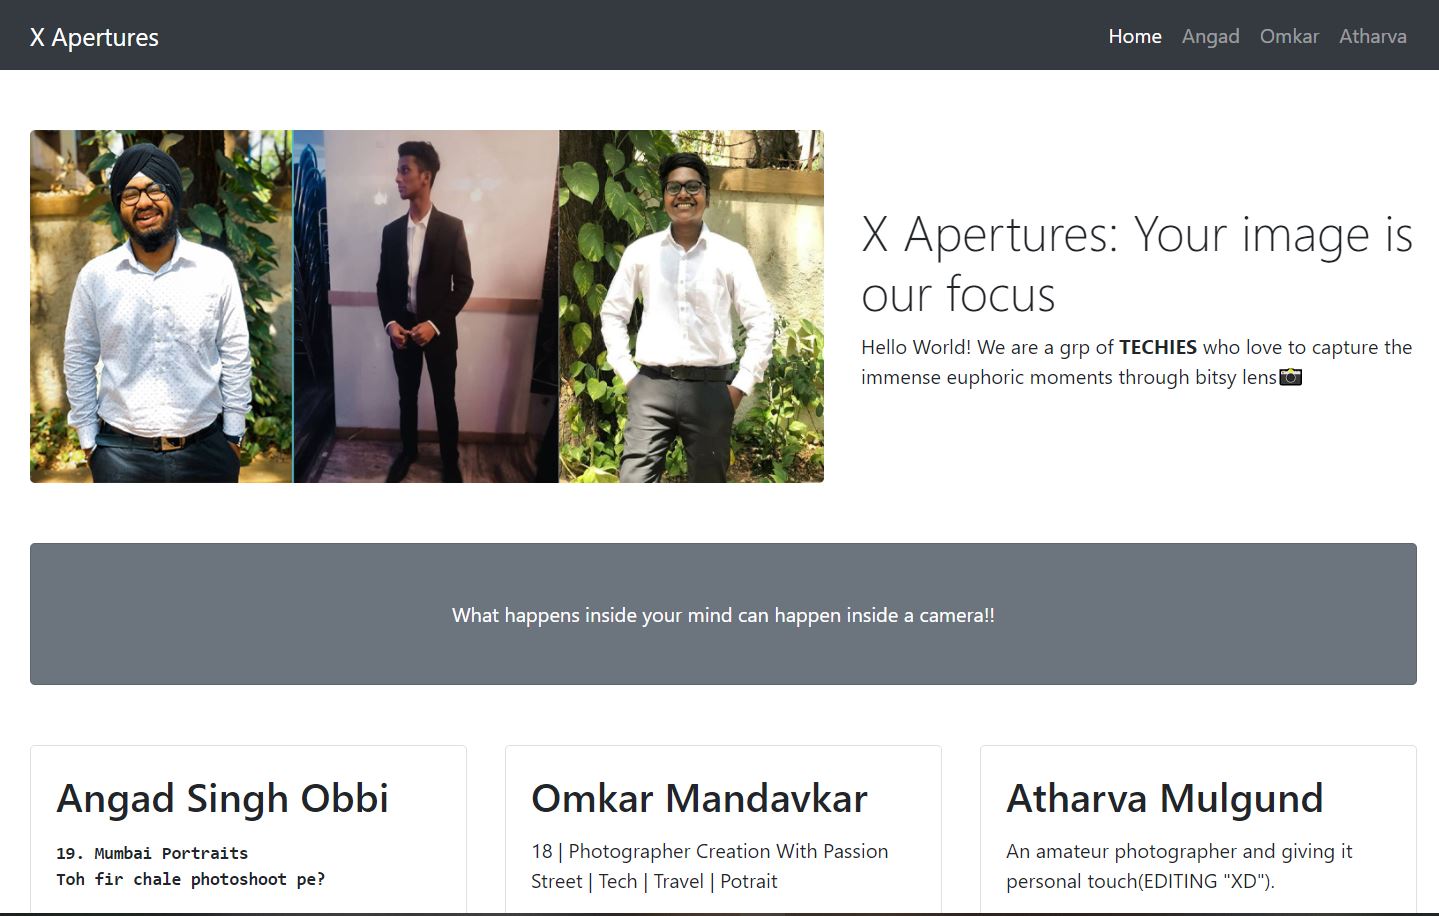 X Apertures
Home Angad Omkar Atharva
X Apertures: Your image is
our focus
Hello World! We are a grp of TECHIES who love to capture the
immense euphoric moments through bitsy lens📷
What happens inside your mind can happen inside a camera!!
Angad Singh Obbi
19. Mumbai Portraits
Toh fir chale photoshoot pe?
Omkar Mandavkar
18 | Photographer Creation With Passion
Street | Tech | Travel | Potrait
Atharva Mulgund
An amateur photographer and giving it
personal touch(EDITING "XD").